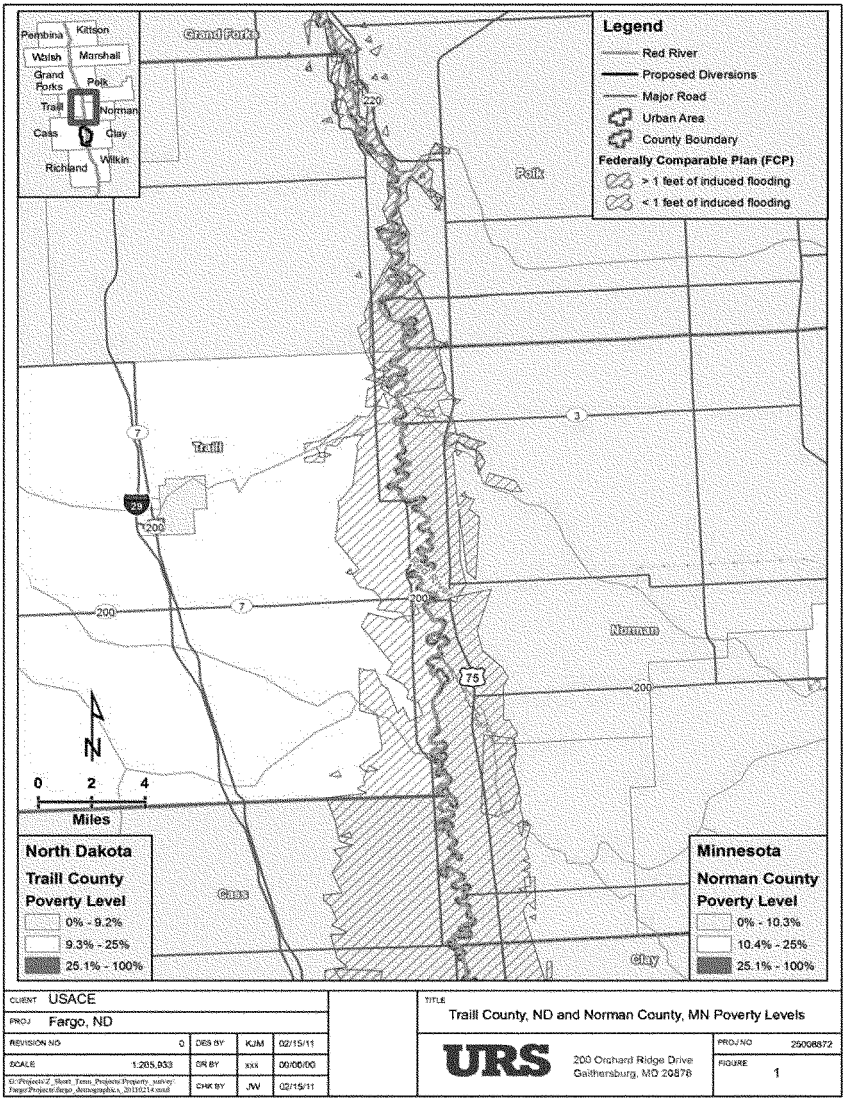 Pembina
Kittson
Walsh
Marshall
Grand
Forks
Polk
Traill
Norman
Cass
Clay
Richland
Wilkin
Grand Forks
220
Polk
Legend
Red River
Proposed Diversions
Major Road
Urban Area
County Boundary
Federally Comparable Plan (FCP)
> 1 feet of induced flooding
< 1 feet of induced flooding
3
7
Traill
29
200
200
7
200
Norman
75
200
N
0 2 4
Miles
North Dakota
Traill County
Poverty Level
0% - 9.2%
9.3% - 25%
25.1% - 100%
Cass
Clay
Minnesota
Norman County
Poverty Level
0% - 10.3%
10.4% - 25%
25.1% - 100%
CLIENT USACE
PROJ Fargo, ND
REVISION NO 0 DES BY KJM 02/15/11
SCALE 1:205,933 DR BY xxx 00/00/00
CHK BY JW 02/15/11
TITLE
Traill County, ND and Norman County, MN Poverty Levels
URS
200 Orchard Ridge Drive
Gaithersburg, MD 20878
PROJ NO 25008872
FIGURE 1